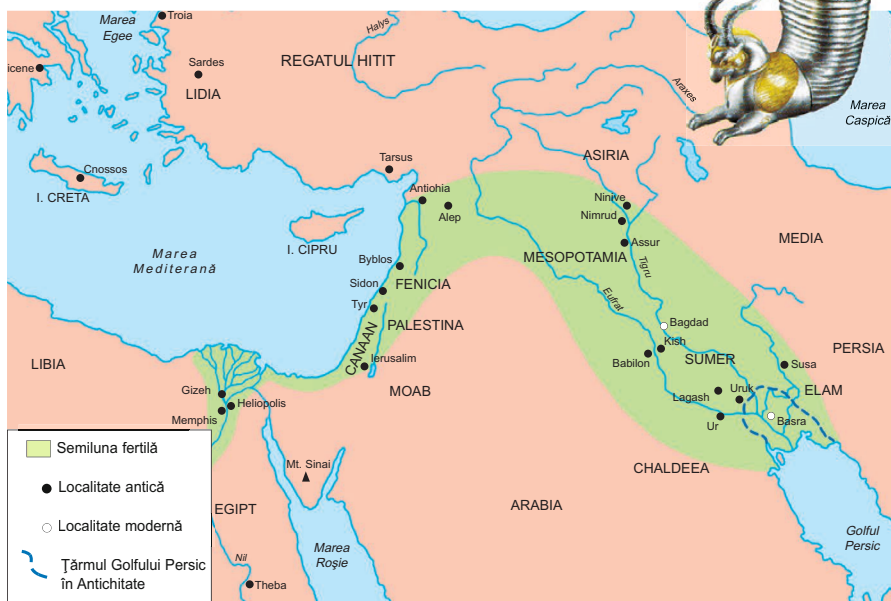 Marea
Egee
Troia
Halys
REGATUL HITIT
Sardes
LIDIA
icene
Araxes
Marea
Caspică
Cnossos
I. CRETA
Tarsus
ASIRIA
Antiohia
Alep
Ninive
Nimrud
I. CIPRU
Assur
MEDIA
Marea
Mediterană
Byblos
MESOPOTAMIA
Tigru
Sidon
FENICIA
Eufrat
Tyr
PALESTINA
Bagdad
CANAAN
Kish
LIBIA
Babilon
SUMER
PERSIA
Ierusalim
Susa
MOAB
ELAM
Gizeh
Heliopolis
Lagash
Uruk
Memphis
Ur
Basra
Semiluna fertilă
Mt. Sinai
CHALDEEA
Localitate antică
EGIPT
ARABIA
Localitate modernă
Golful
Persic
Marea
Roşie
Nil
Ţărmul Golfului Persic
în Antichitate
Theba